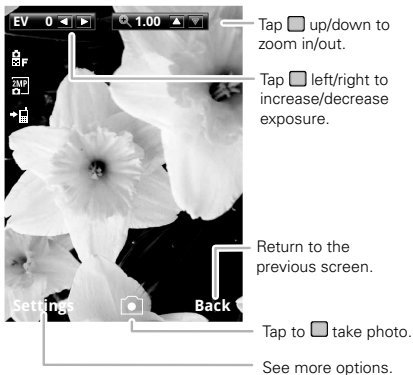 EV 0 1.00
Tap up/down to
zoom in/out.
F
2MP
Tap left/right to
increase/decrease
exposure.
Return to the
previous screen.
Settings
Back
Tap to take photo.
See more options.